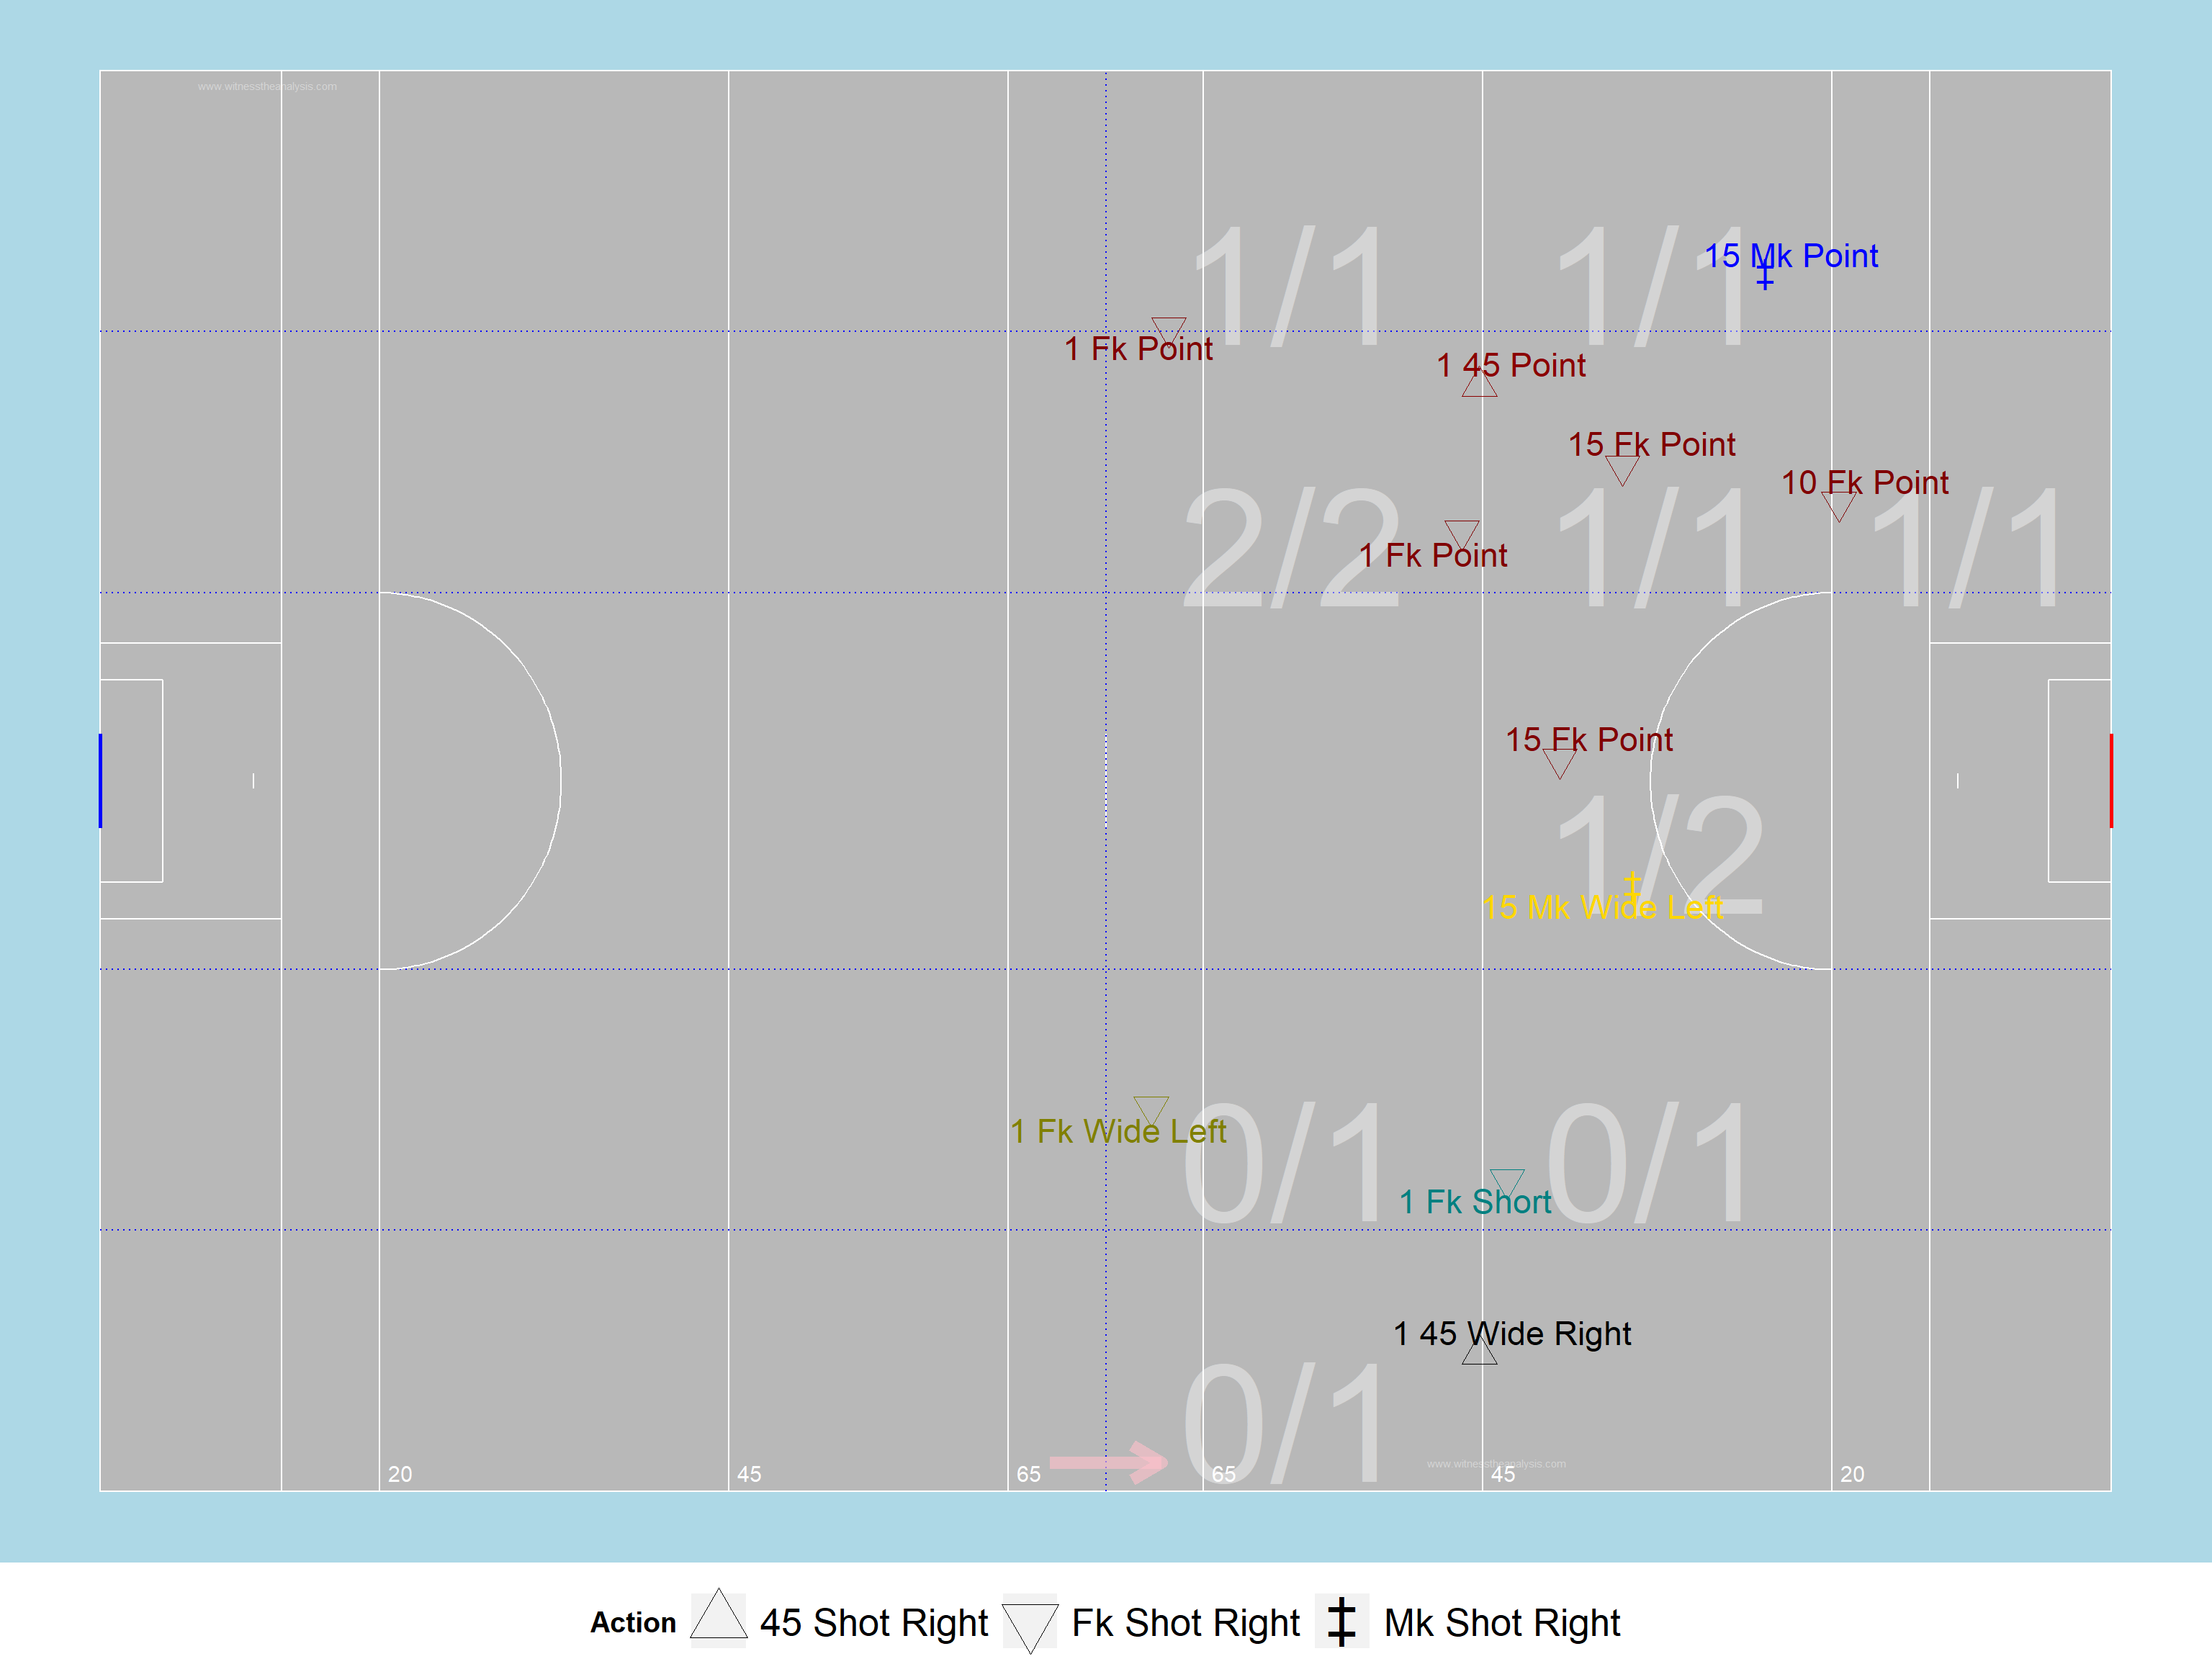 www.witnesstheanalysis.com
1/1
1/1
15 Mk Point
1 Fk Point
1 45 Point
15 Fk Point
10 Fk Point
2/2
1/1
1/1
1 Fk Point
15 Fk Point
1/2
15 Mk Wide Left
1 Fk Wide Left
0/1
0/1
1 Fk Short
1 45 Wide Right
0/1
www.witnesstheanalysis.com
20 45 65 65 45 20
Action 45 Shot Right Fk Shot Right Mk Shot Right